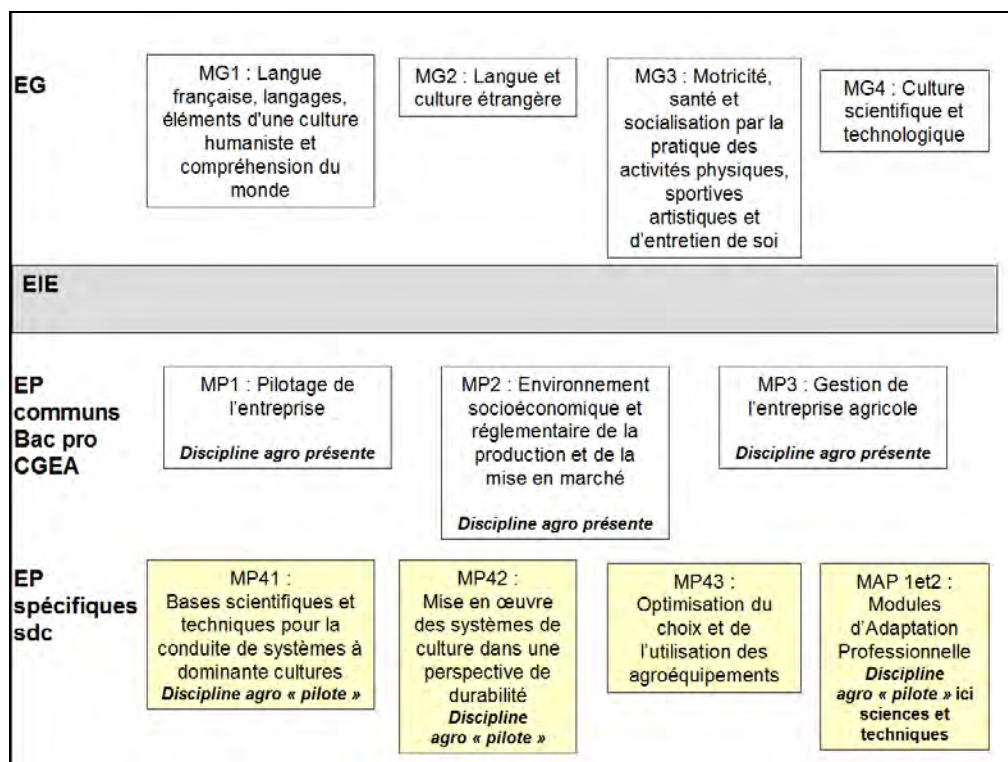 EG
MG1 : Langue
française, langages,
éléments d'une culture
humaniste et
compréhension du
monde
MG2 : Langue et
culture étrangère
MG3 : Motricité,
santé et
socialisation par la
pratique des
activités physiques,
sportives
artistiques et
d'entretien de soi
MG4 : Culture
scientifique et
technologique
EIE
EP
communs
Bac pro
CGEA
MP1 : Pilotage de
l'entreprise
Discipline agro présente
MP2 : Environnement
socioéconomique et
réglementaire de la
production et de la
mise en marché
Discipline agro présente
MP3 : Gestion de
l'entreprise agricole
Discipline agro présente
EP
spécifiques
sdc
MP41 :
Bases scientifiques et
techniques pour la
conduite de systèmes à
dominante cultures
Discipline agro « pilote »
MP42 :
Mise en œuvre
des systèmes de
culture dans une
perspective de
durabilité
Discipline
agro « pilote »
MP43 :
Optimisation du
choix et de
l'utilisation des
agroéquipements
MAP 1et2 :
Modules
d'Adaptation
Professionnelle
Discipline
agro « pilote » ici
sciences et
techniques